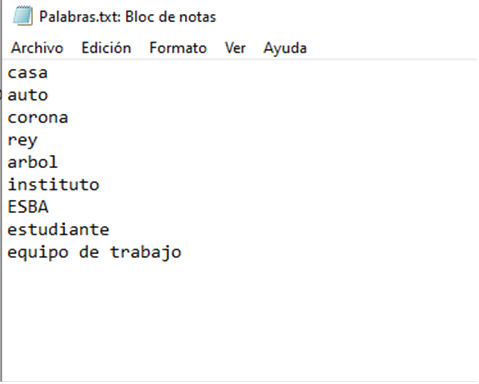 Palabras.txt: Bloc de notas
Archivo Edición Formato Ver Ayuda
casa
auto
corona
rey
arbol
instituto
ESBA
estudiante
equipo de trabajo